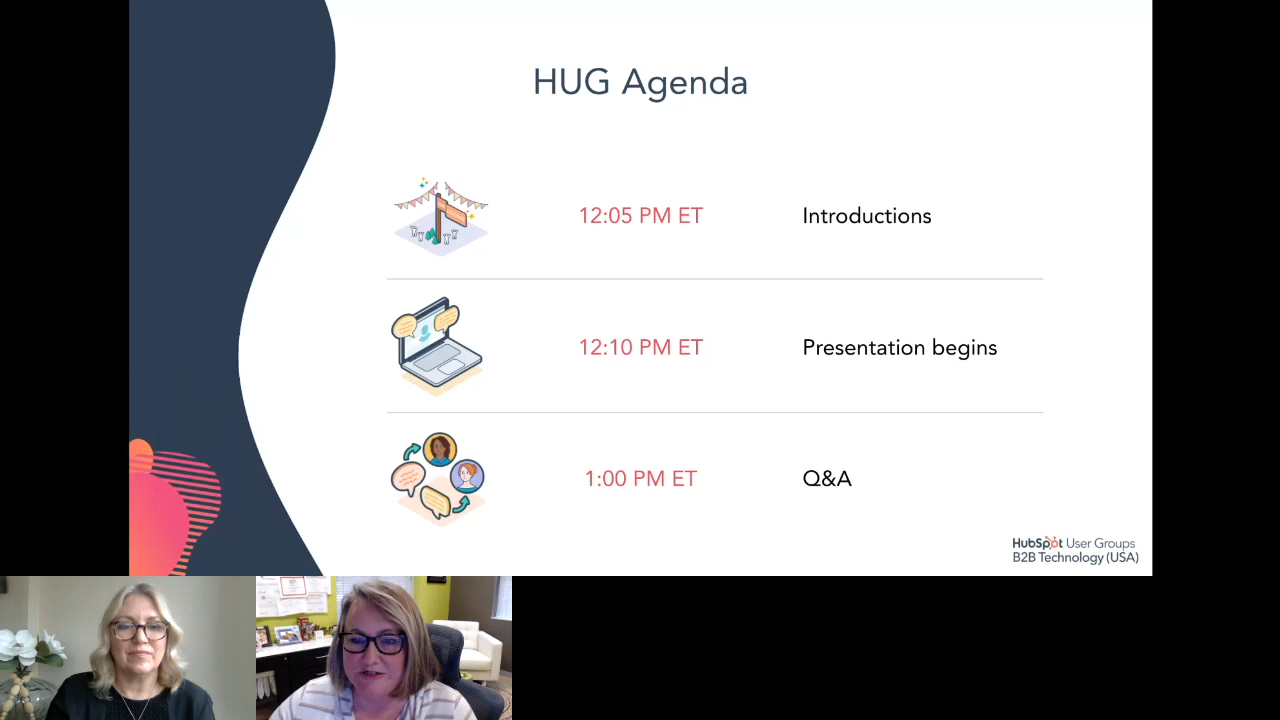 HUG Agenda
12:05 PM ET
Introductions
12:10 PM ET
Presentation begins
1:00 PM ET
Q&A
HubSpot User Groups
B2B Technology (USA)